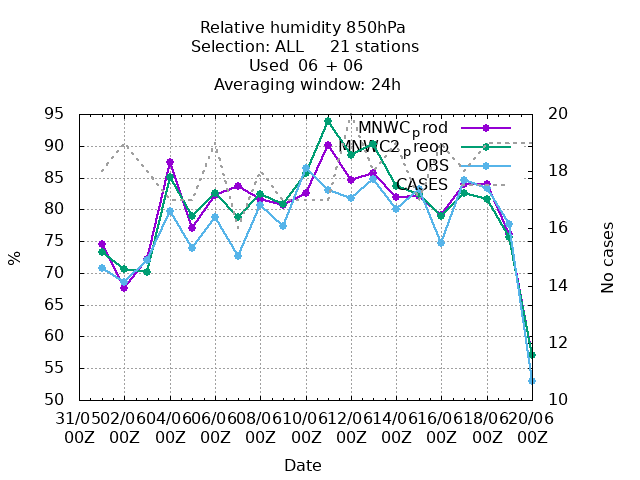 Relative humidity 850hPa
Selection: ALL 21 stations
Used 06 + 06
Averaging window: 24h
95
90
85
80
75
70
65
60
55
50
%
20
18
16
14
12
10
No cases
MNWC_prod
MNWC2_preop
OBS
CASES
31/05 02/06 04/06 06/06 08/06 10/06 12/06 14/06 16/06 18/06 20/06
00Z 00Z 00Z 00Z 00Z 00Z 00Z 00Z 00Z 00Z 00Z
Date